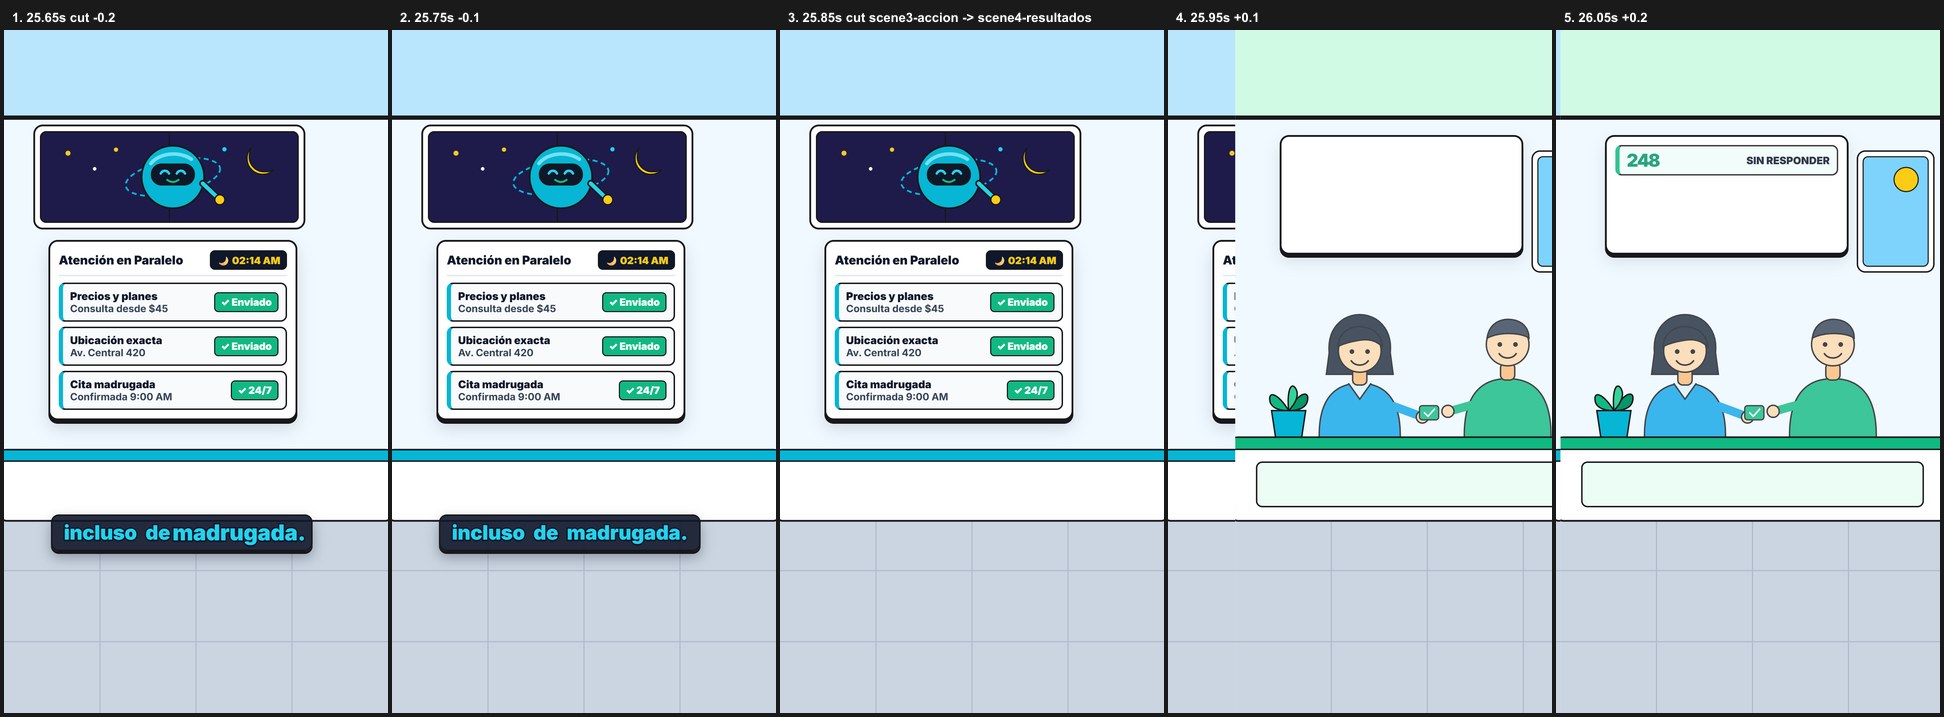 1. 25.65s cut -0.2
2. 25.75s -0.1
3. 25.85s cut scene3-accion -> scene4-resultados
4. 25.95s +0.1
5. 26.05s +0.2
Atención en Paralelo
🌙 02:14 AM
Precios y planes
Consulta desde $45
✓ Enviado
Ubicación exacta
Av. Central 420
✓ Enviado
Cita madrugada
Confirmada 9:00 AM
✓ 24/7
incluso de madrugada.
Atención en Paralelo
🌙 02:14 AM
Precios y planes
Consulta desde $45
✓ Enviado
Ubicación exacta
Av. Central 420
✓ Enviado
Cita madrugada
Confirmada 9:00 AM
✓ 24/7
incluso de madrugada.
Atención en Paralelo
🌙 02:14 AM
Precios y planes
Consulta desde $45
✓ Enviado
Ubicación exacta
Av. Central 420
✓ Enviado
Cita madrugada
Confirmada 9:00 AM
✓ 24/7
At
248 SIN RESPONDER